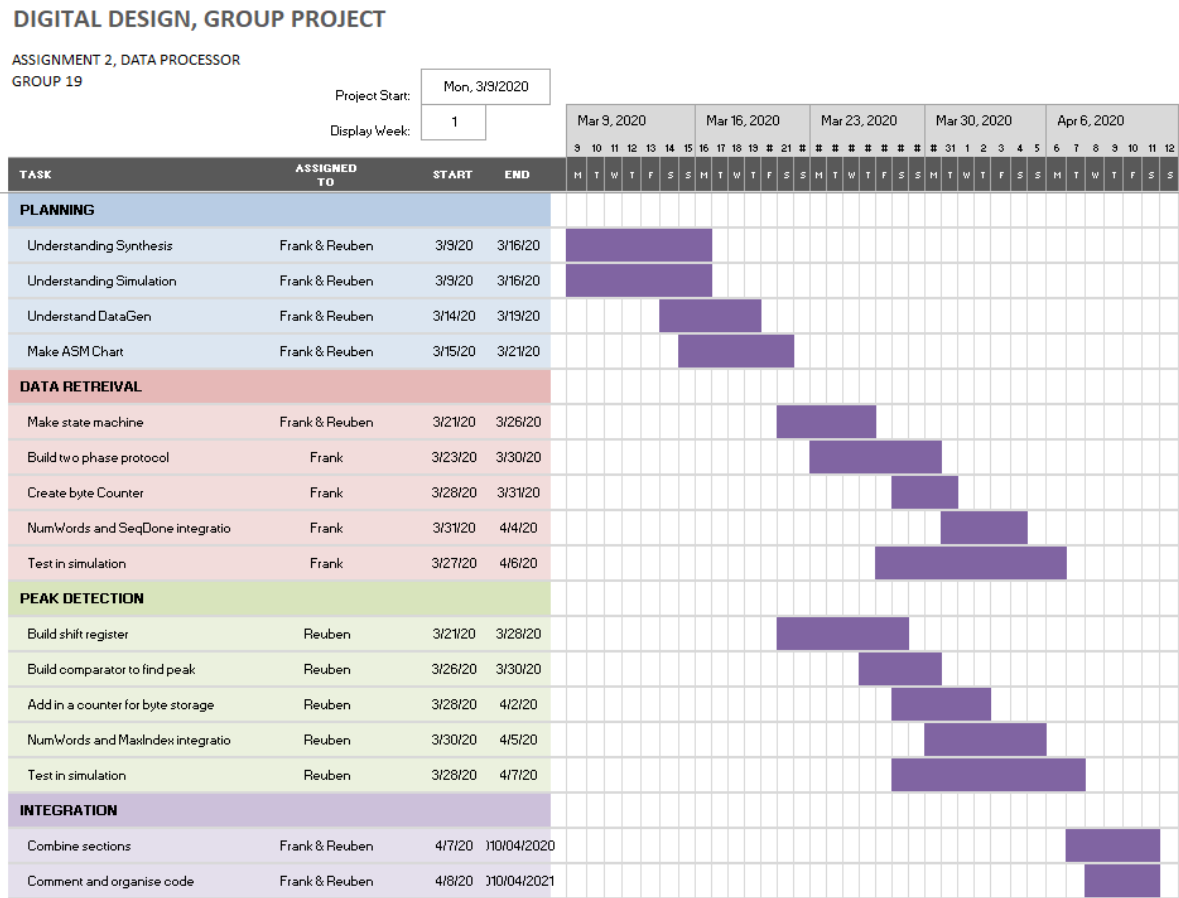 DIGITAL DESIGN, GROUP PROJECT
ASSIGNMENT 2, DATA PROCESSOR
GROUP 19
Project Start: Mon, 3/9/2020
Display Week: 1
Mar 9, 2020 Mar 16, 2020 Mar 23, 2020 Mar 30, 2020 Apr 6, 2020
9 10 11 12 13 14 15 16 17 18 19 # 21 # # # # # # # # # 31 1 2 3 4 5 6 7 8 9 10 11 12
TASK ASSIGNED TO START END M T W T F S S M T W T F S S M T W T F S S M T W T F S S M T W T F S S
PLANNING
Understanding Synthesis Frank & Reuben 3/9/20 3/16/20
Understanding Simulation Frank & Reuben 3/9/20 3/16/20
Understand DataGen Frank & Reuben 3/14/20 3/19/20
Make ASM Chart Frank & Reuben 3/15/20 3/21/20
DATA RETREIVAL
Make state machine Frank & Reuben 3/21/20 3/26/20
Build two phase protocol Frank 3/23/20 3/30/20
Create byte Counter Frank 3/28/20 3/31/20
NumWords and SeqDone integratio Frank 3/31/20 4/4/20
Test in simulation Frank 3/27/20 4/6/20
PEAK DETECTION
Build shift register Reuben 3/21/20 3/28/20
Build comparator to find peak Reuben 3/26/20 3/30/20
Add in a counter for byte storage Reuben 3/28/20 4/2/20
NumWords and MaxIndex integratio Reuben 3/30/20 4/5/20
Test in simulation Reuben 3/28/20 4/7/20
INTEGRATION
Combine sections Frank & Reuben 4/7/20 10/04/2020
Comment and organise code Frank & Reuben 4/8/20 10/04/2021